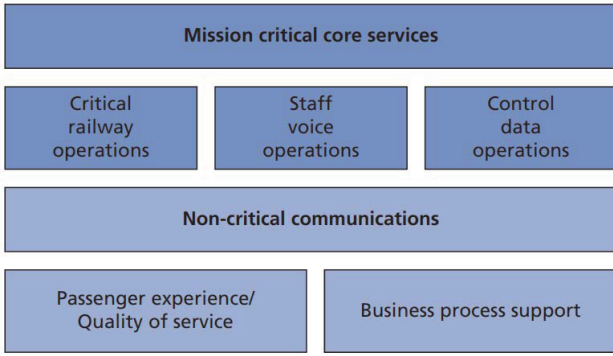 Mission critical core services
Critical
railway
operations
Staff
voice
operations
Control
data
operations
Non-critical communications
Passenger experience/
Quality of service
Business process support